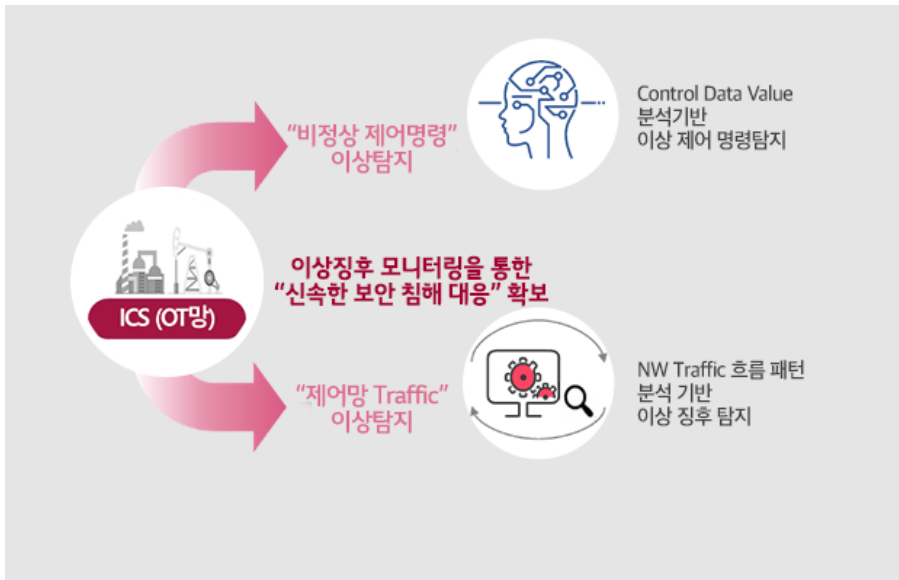 "비정상 제어명령"
이상탐지
Control Data Value
분석기반
이상 제어 명령탐지
ICS (OT망)
이상징후 모니터링을 통한
"신속한 보안 침해 대응" 확보
"제어망 Traffic"
이상탐지
NW Traffic 흐름 패턴
분석 기반
이상 징후 탐지